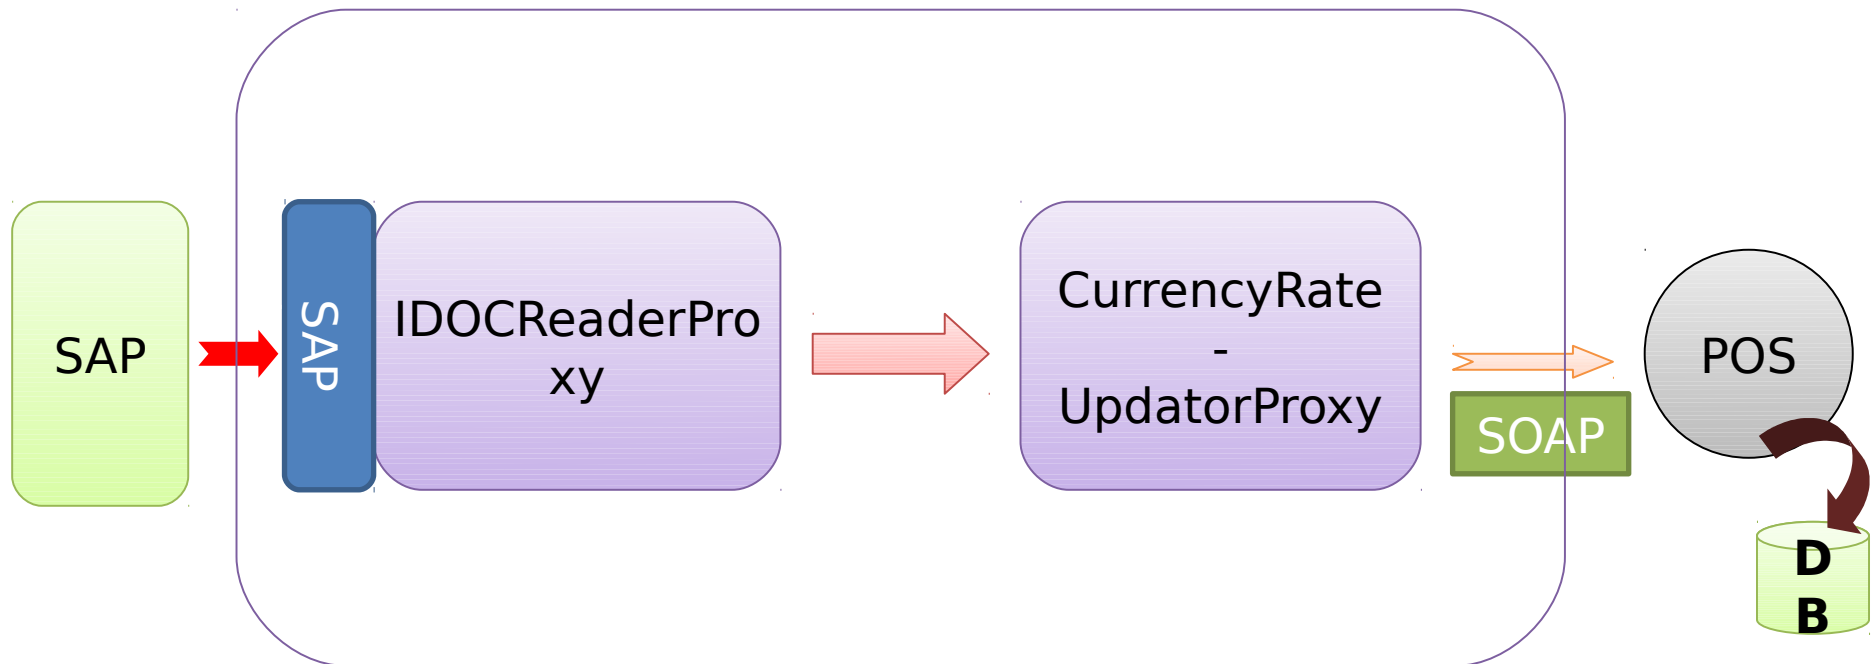 SAP
SAP
IDOCReaderPro
xy
CurrencyRate
-
UpdatorProxy
SOAP
POS
D
B